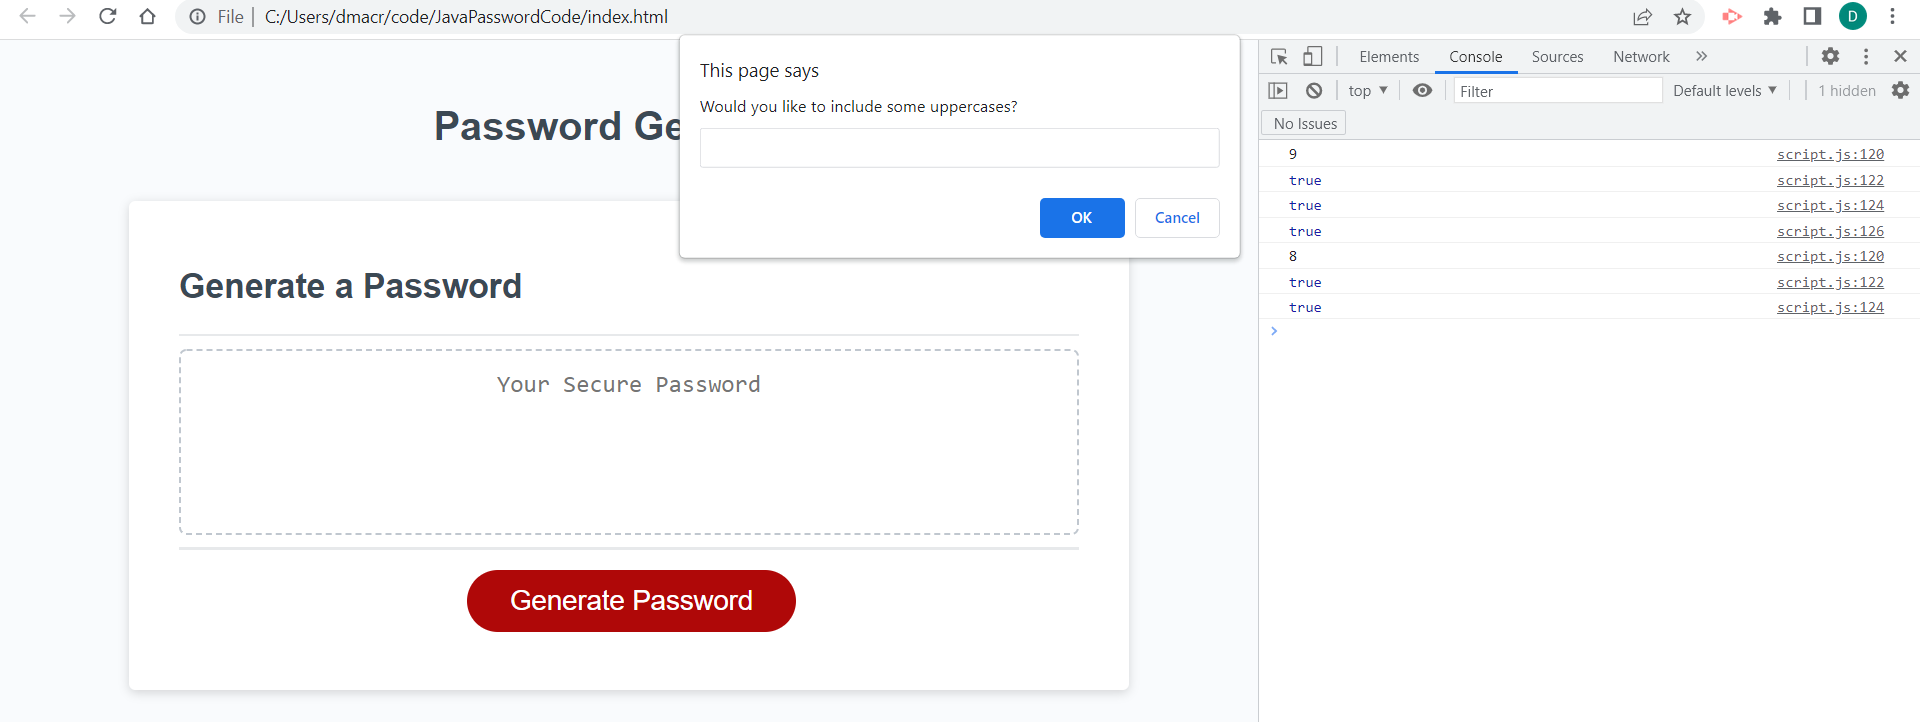 File | C:/Users/dmacr/code/JavaPasswordCode/index.html
D
This page says
Would you like to include some uppercases?
OK
Cancel
Password Ge
Generate a Password
Your Secure Password
Generate Password
Elements Console Sources Network »
top ▼ Filter Default levels ▼ 1 hidden
No Issues
9 script.js:120
true script.js:122
true script.js:124
true script.js:126
8 script.js:120
true script.js:122
true script.js:124